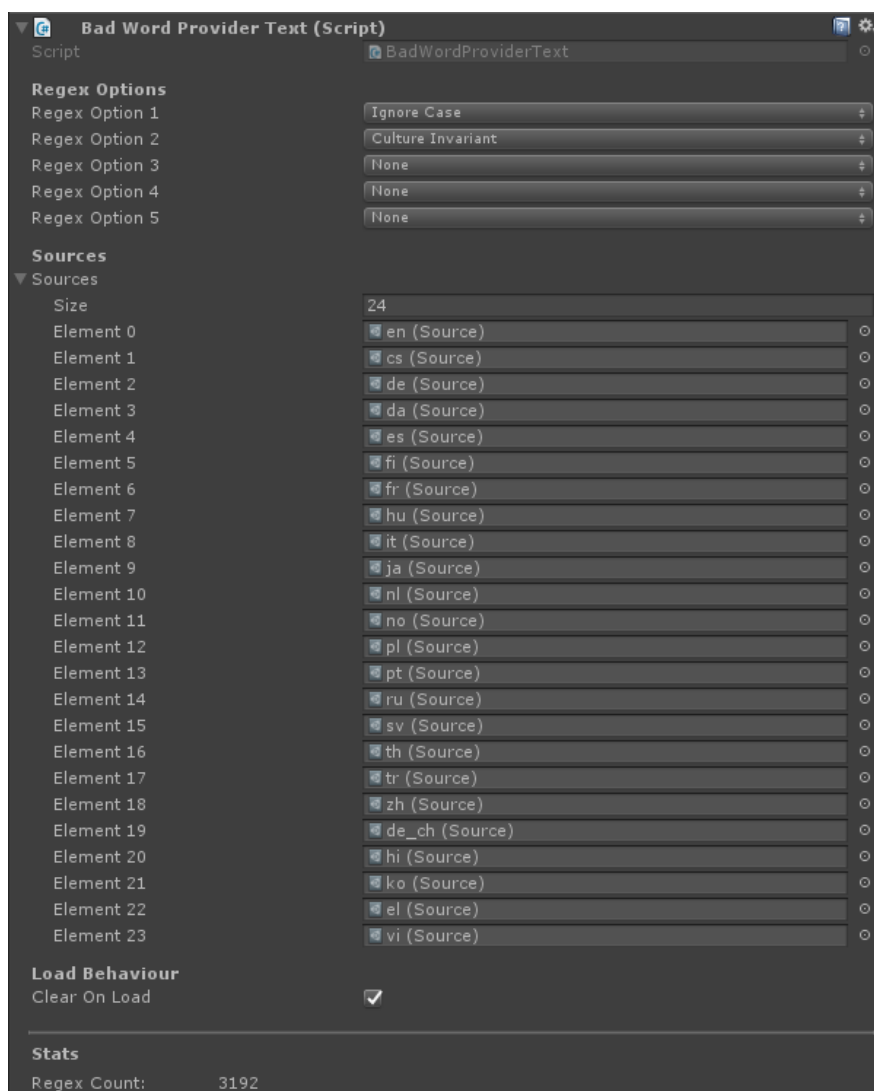 Bad Word Provider Text (Script)
Script BadWordProviderText
Regex Options
Regex Option 1 Ignore Case
Regex Option 2 Culture Invariant
Regex Option 3 None
Regex Option 4 None
Regex Option 5 None
Sources
Sources
Size 24
Element 0 en (Source)
Element 1 cs (Source)
Element 2 de (Source)
Element 3 da (Source)
Element 4 es (Source)
Element 5 fi (Source)
Element 6 fr (Source)
Element 7 hu (Source)
Element 8 it (Source)
Element 9 ja (Source)
Element 10 nl (Source)
Element 11 no (Source)
Element 12 pl (Source)
Element 13 pt (Source)
Element 14 ru (Source)
Element 15 sv (Source)
Element 16 th (Source)
Element 17 tr (Source)
Element 18 zh (Source)
Element 19 de_ch (Source)
Element 20 hi (Source)
Element 21 ko (Source)
Element 22 el (Source)
Element 23 vi (Source)
Load Behaviour
Clear On Load
Stats
Regex Count: 3192